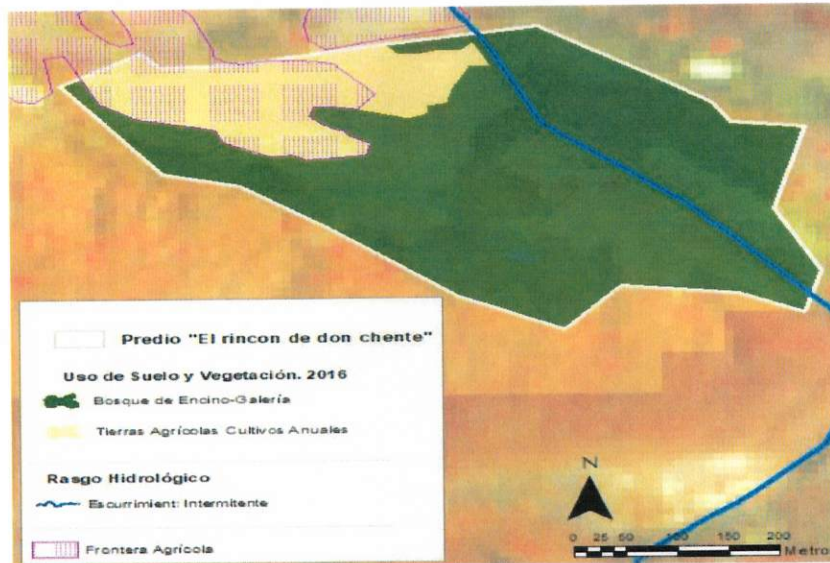 Predio "El rincon de don chente"
Uso de Suelo y Vegetación. 2016
Bosque de Encino-Galería
Tierras Agrícolas Cultivos Anuales
Rasgo Hidrológico
Escurrimient: Intermitente
Frontera Agrícola
N
0 25 50 100 150 200
Metro